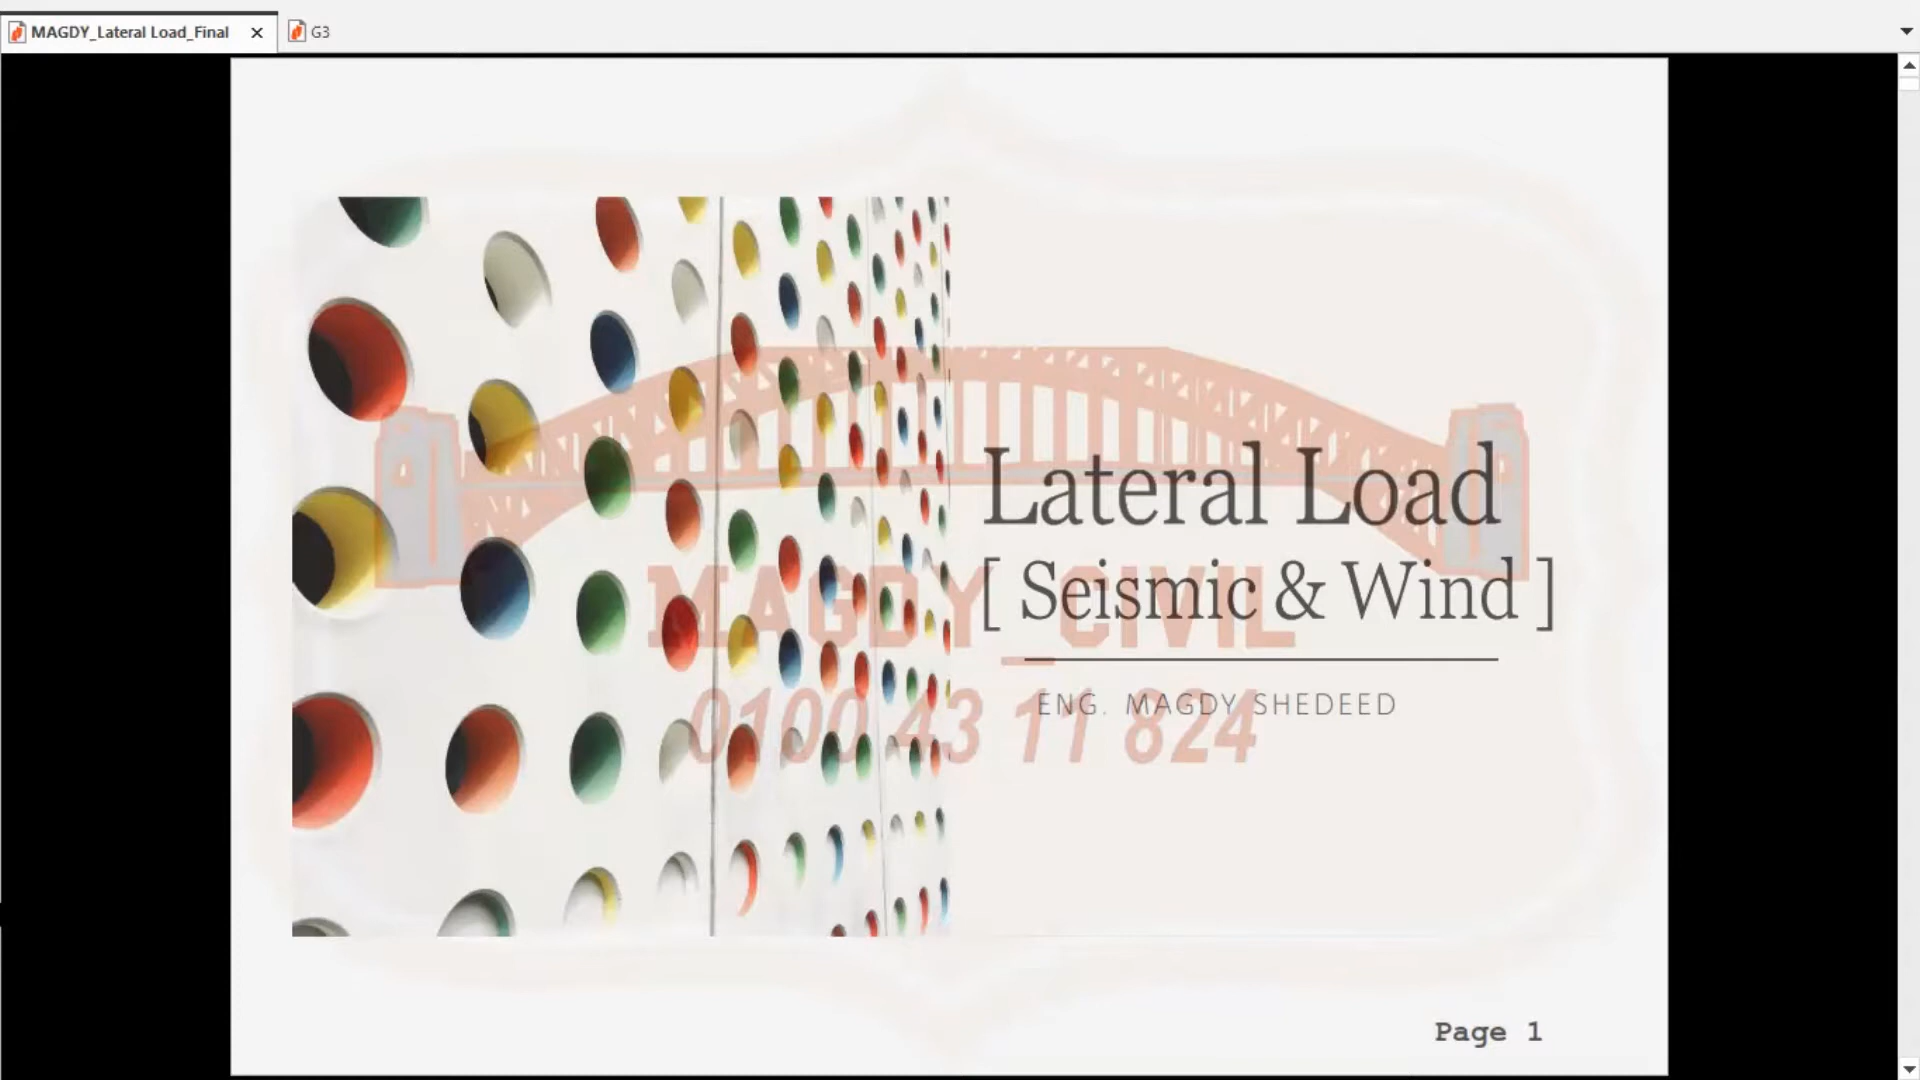 MAGDY_Lateral Load_Final
G3
Lateral Load
[ Seismic & Wind ]
MAGDY_CIVIL
ENG. MAGDY SHEDEED
0100 43 11 824
Page 1